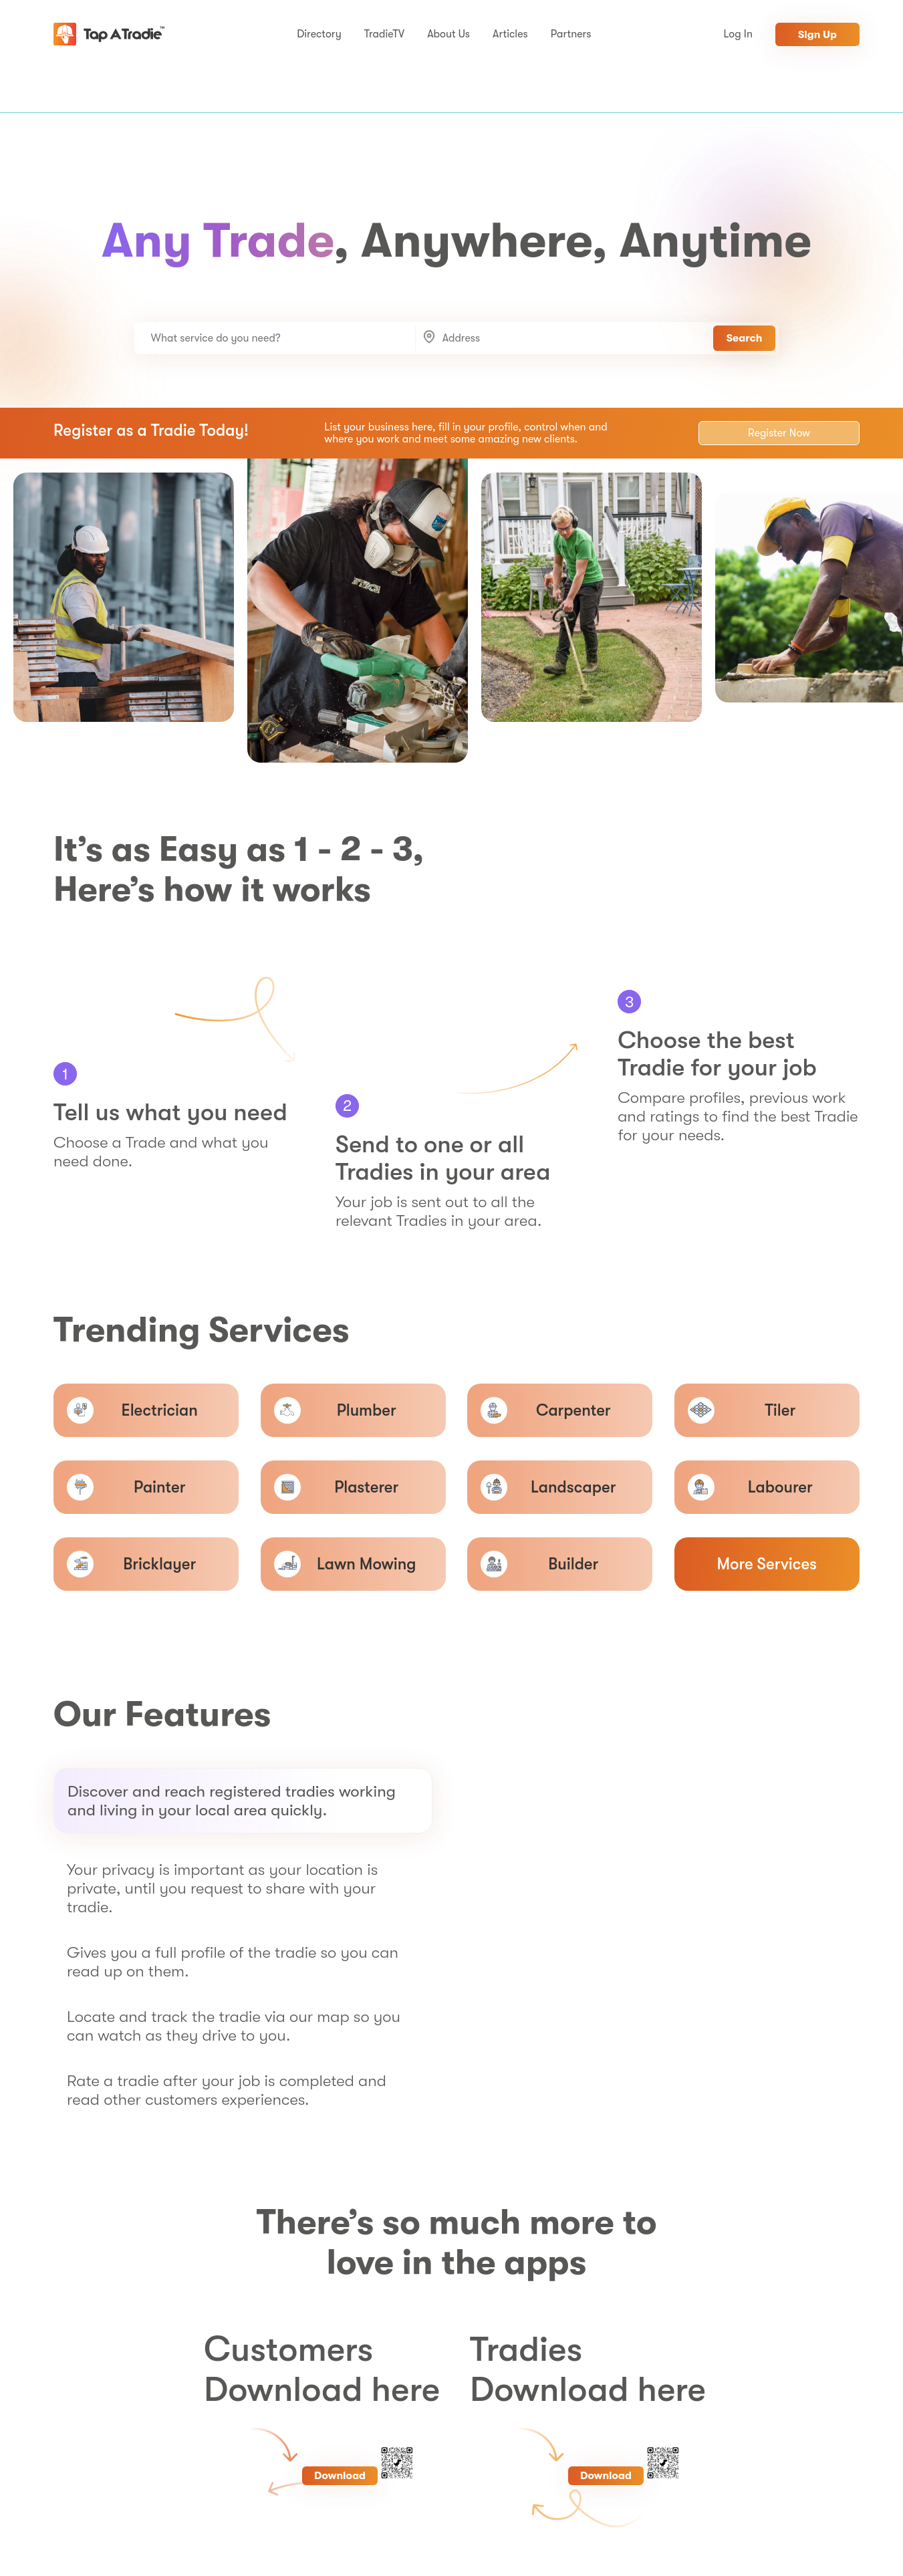 Tap A Tradie™
Directory
TradieTV
About Us
Articles
Partners
Log In
Sign Up
Any Trade, Anywhere, Anytime
What service do you need?
Address
Search
Register as a Tradie Today!
List your business here, fill in your profile, control when and
where you work and meet some amazing new clients.
Register Now
It’s as Easy as 1 - 2 - 3,
Here’s how it works
1
Tell us what you need
Choose a Trade and what you
need done.
2
Send to one or all
Tradies in your area
Your job is sent out to all the
relevant Tradies in your area.
3
Choose the best
Tradie for your job
Compare profiles, previous work
and ratings to find the best Tradie
for your needs.
Trending Services
Electrician
Plumber
Carpenter
Tiler
Painter
Plasterer
Landscaper
Labourer
Bricklayer
Lawn Mowing
Builder
More Services
Our Features
Discover and reach registered tradies working
and living in your local area quickly.
Your privacy is important as your location is
private, until you request to share with your
tradie.
Gives you a full profile of the tradie so you can
read up on them.
Locate and track the tradie via our map so you
can watch as they drive to you.
Rate a tradie after your job is completed and
read other customers experiences.
There’s so much more to
love in the apps
Customers
Download here
Download
Tradies
Download here
Download